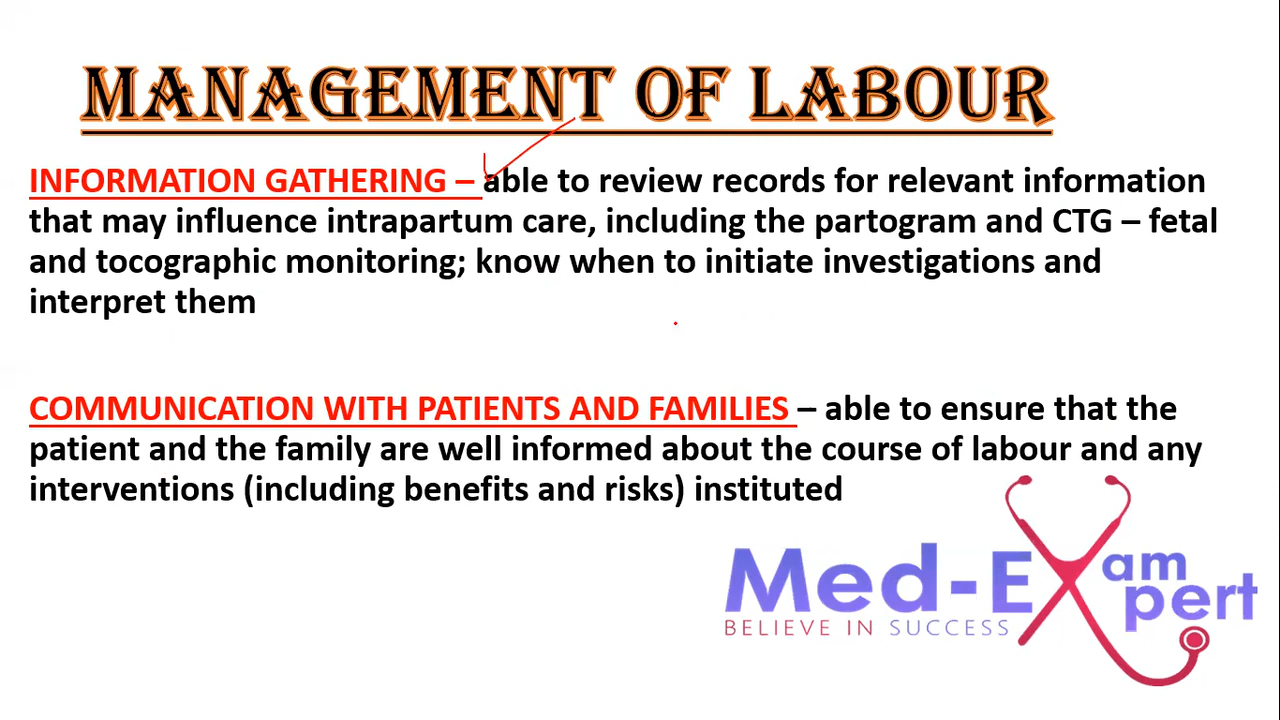 MANAGEMENT OF LABOUR
INFORMATION GATHERING – able to review records for relevant information
that may influence intrapartum care, including the partogram and CTG – fetal
and tocographic monitoring; know when to initiate investigations and
interpret them
COMMUNICATION WITH PATIENTS AND FAMILIES – able to ensure that the
patient and the family are well informed about the course of labour and any
interventions (including benefits and risks) instituted
Med-Exam Xpert
BELIEVE IN SUCCESS